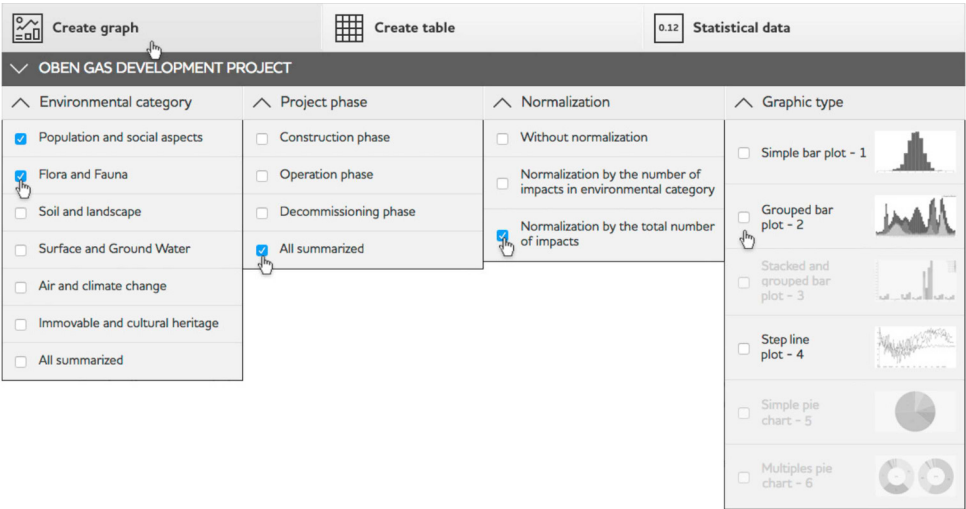 Create graph
Create table
0.12 Statistical data
OBEN GAS DEVELOPMENT PROJECT
Environmental category
Population and social aspects
Flora and Fauna
Soil and landscape
Surface and Ground Water
Air and climate change
Immovable and cultural heritage
All summarized
Project phase
Construction phase
Operation phase
Decommissioning phase
All summarized
Normalization
Without normalization
Normalization by the number of
impacts in environmental category
Normalization by the total number
of impacts
Graphic type
Simple bar plot - 1
Grouped bar
plot - 2
Stacked and
grouped bar
plot - 3
Step line
plot - 4
Simple pie
chart - 5
Multiples pie
chart - 6